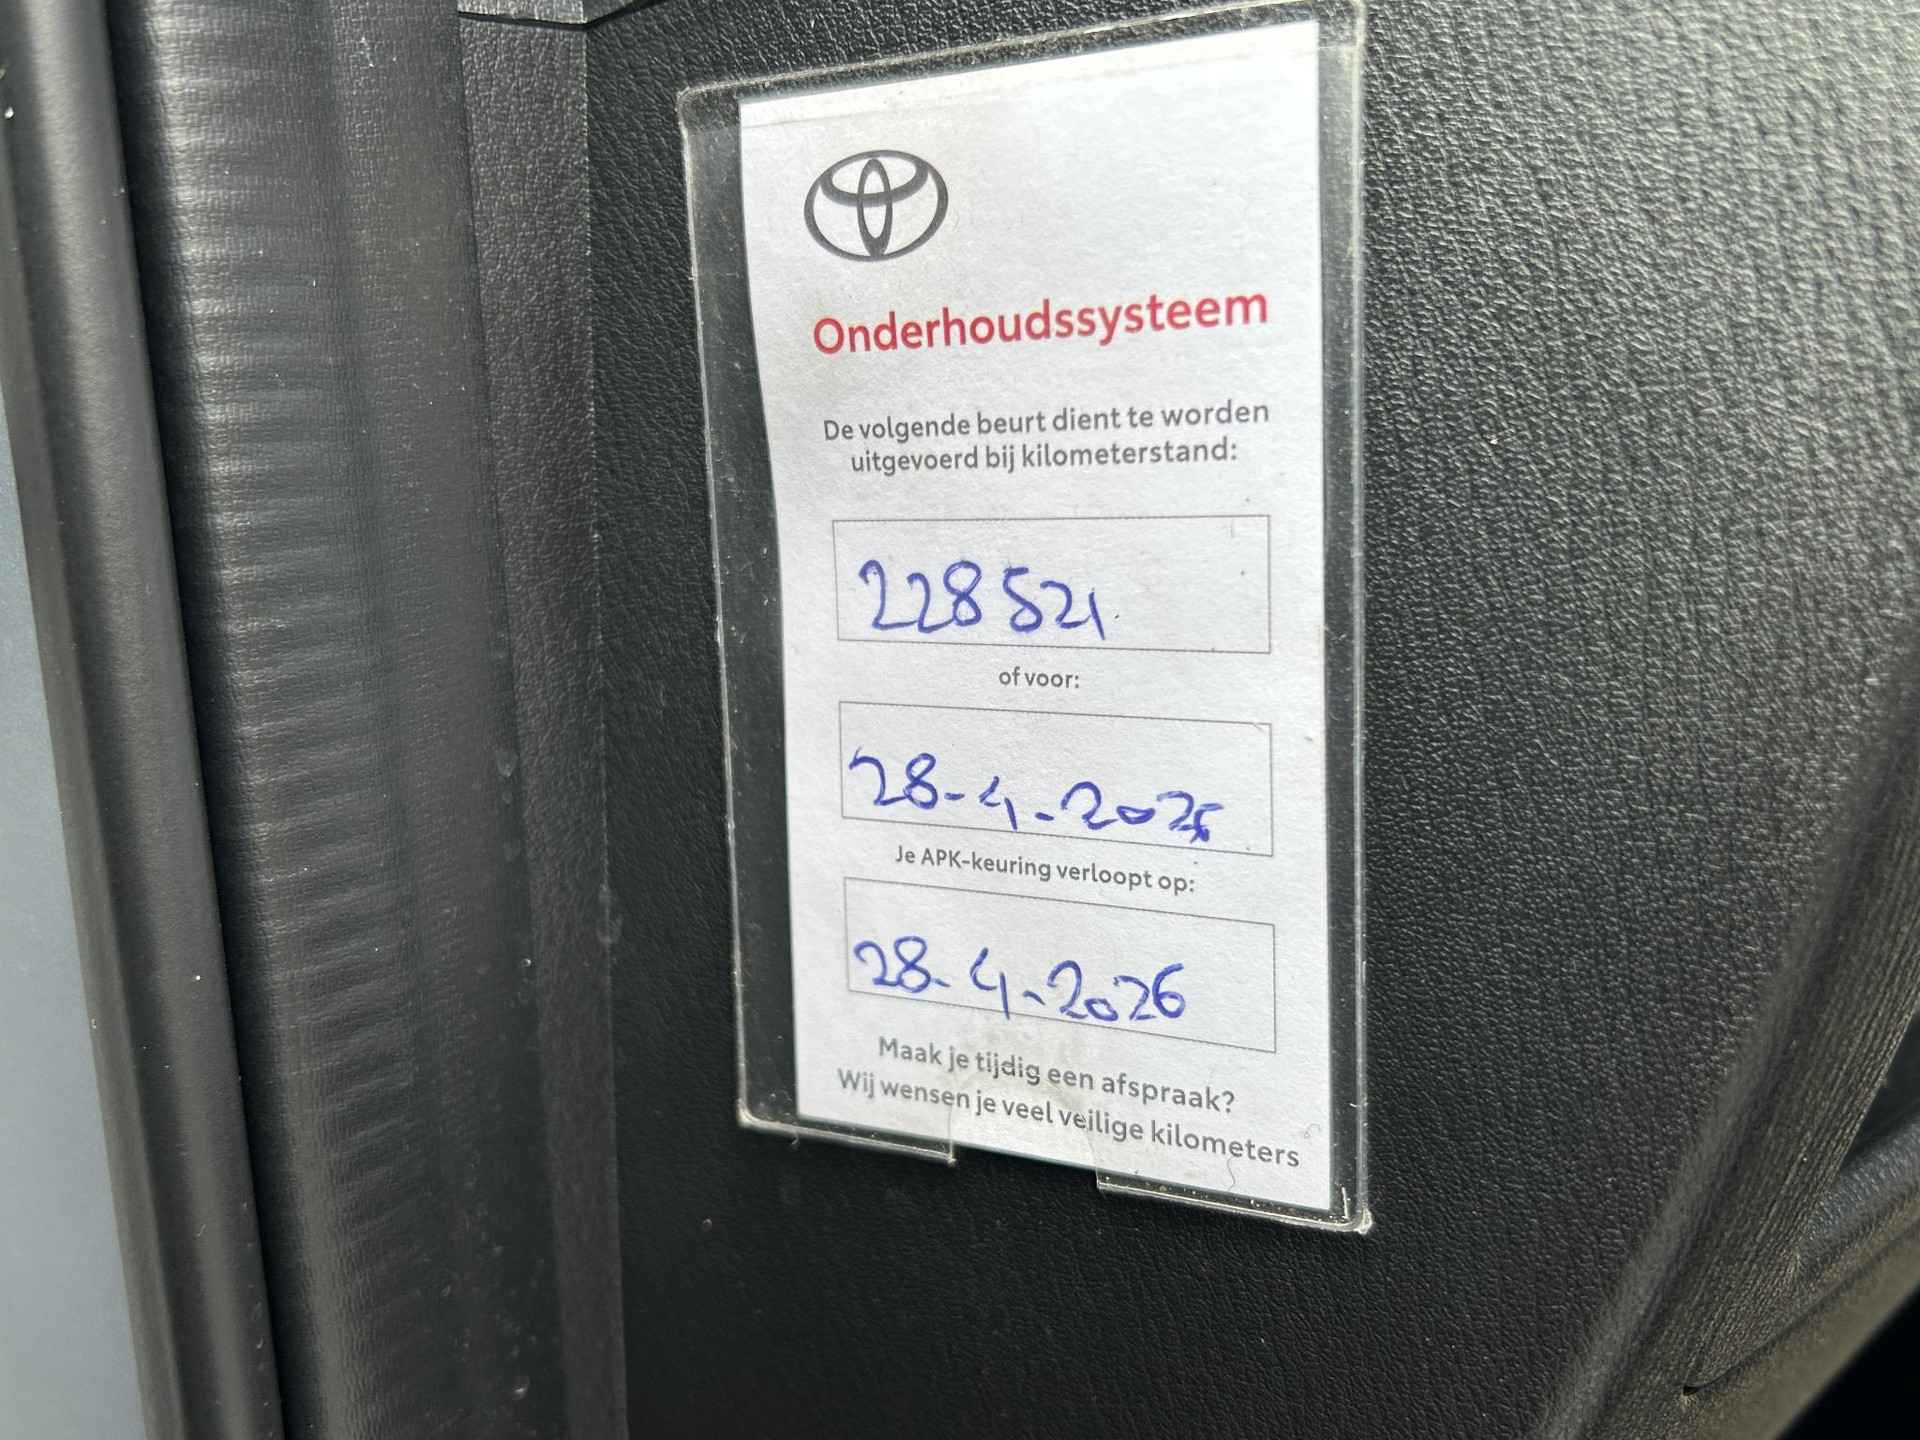 Onderhoudssysteem
De volgende beurt dient te worden
uitgevoerd bij kilometerstand:
228521
of voor:
28-4-2026
Je APK-keuring verloopt op:
28-4-2026
Maak je tijdig een afspraak?
Wij wensen je veel veilige kilometers